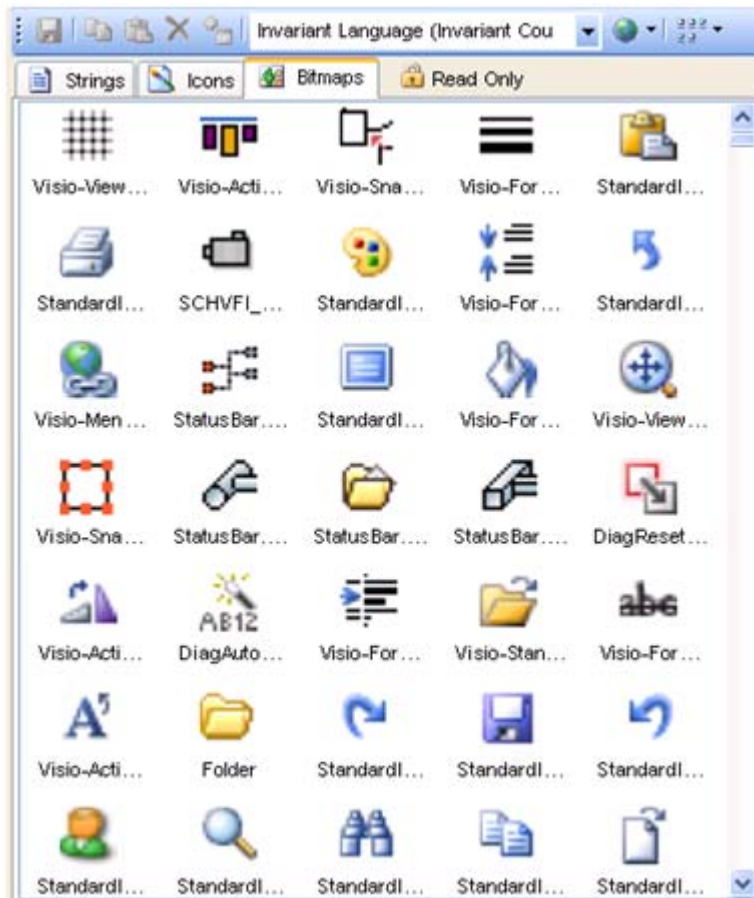 Invariant Language (Invariant Cou
Strings Icons Bitmaps Read Only
Visio-View... Visio-Acti... Visio-Sna... Visio-For... StandardI...
StandardI... SCHVFI_... StandardI... Visio-For... StandardI...
Visio-Men... StatusBar.... StandardI... Visio-For... Visio-View...
Visio-Sna... StatusBar.... StatusBar.... StatusBar.... DiagReset...
AB12
abc
Visio-Acti... DiagAuto... Visio-For... Visio-Stan... Visio-For...
A
Visio-Acti... Folder StandardI... StandardI... StandardI...
StandardI... StandardI... StandardI... StandardI... StandardI...